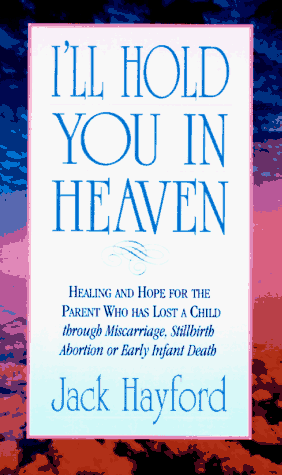 I'LL HOLD
YOU IN
HEAVEN
HEALING AND HOPE FOR THE
PARENT WHO HAS LOST A CHILD
through Miscarriage, Stillbirth
Abortion or Early Infant Death
Jack Hayford